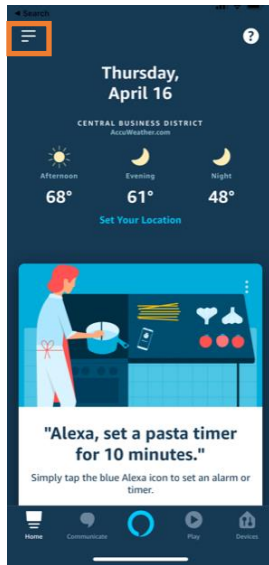 ◄ Search
?
Thursday,
April 16
CENTRAL BUSINESS DISTRICT
AccuWeather.com
Afternoon Evening Night
68° 61° 48°
Set Your Location
"Alexa, set a pasta timer
for 10 minutes."
Simply tap the blue Alexa icon to set an alarm or
timer.
Home Communicate Play Devices